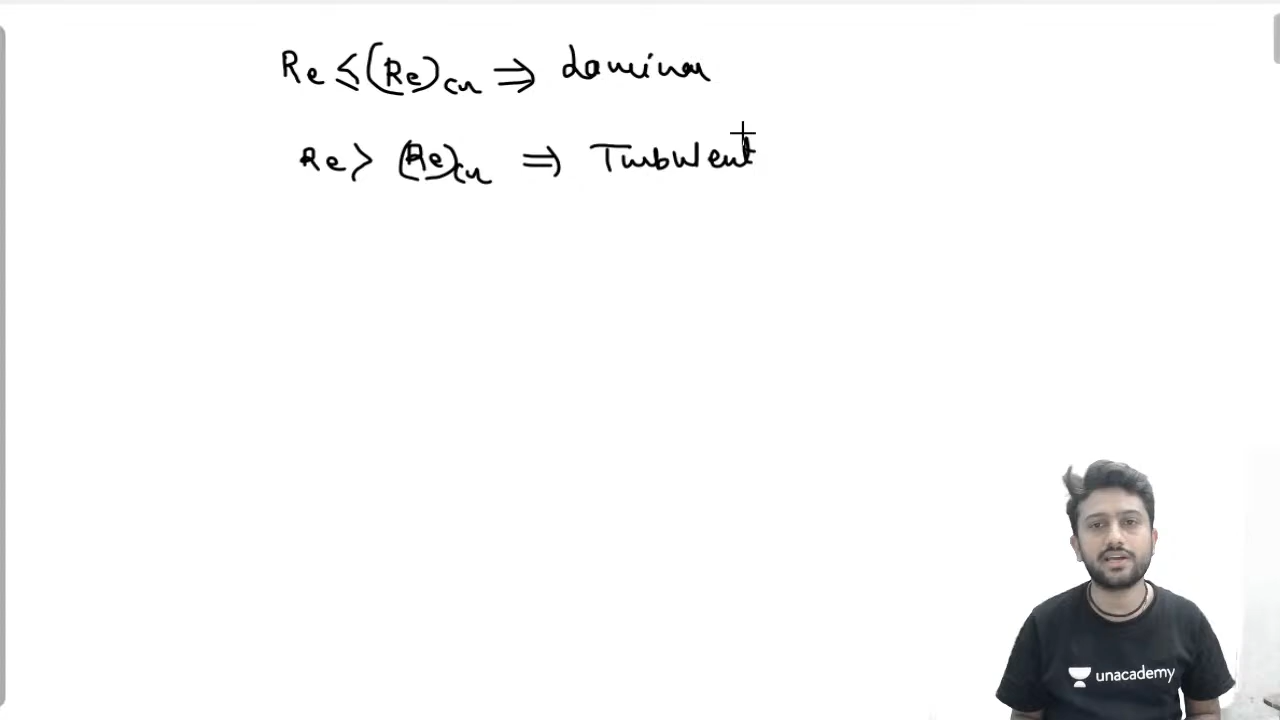 Re ≤ (Re)cr ⇒ Laminar
Re > (Re)cr ⇒ Turbulent
unacademy